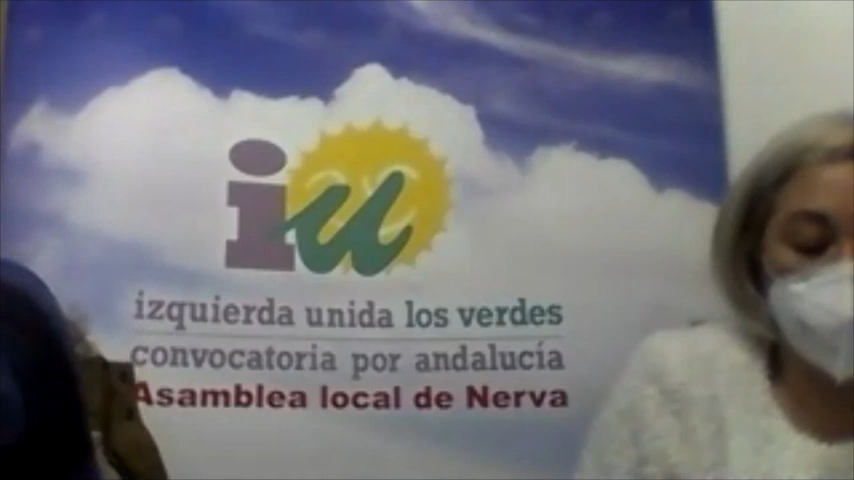 iu
izquierda unida los verdes
convocatoria por andalucía
Asamblea local de Nerva